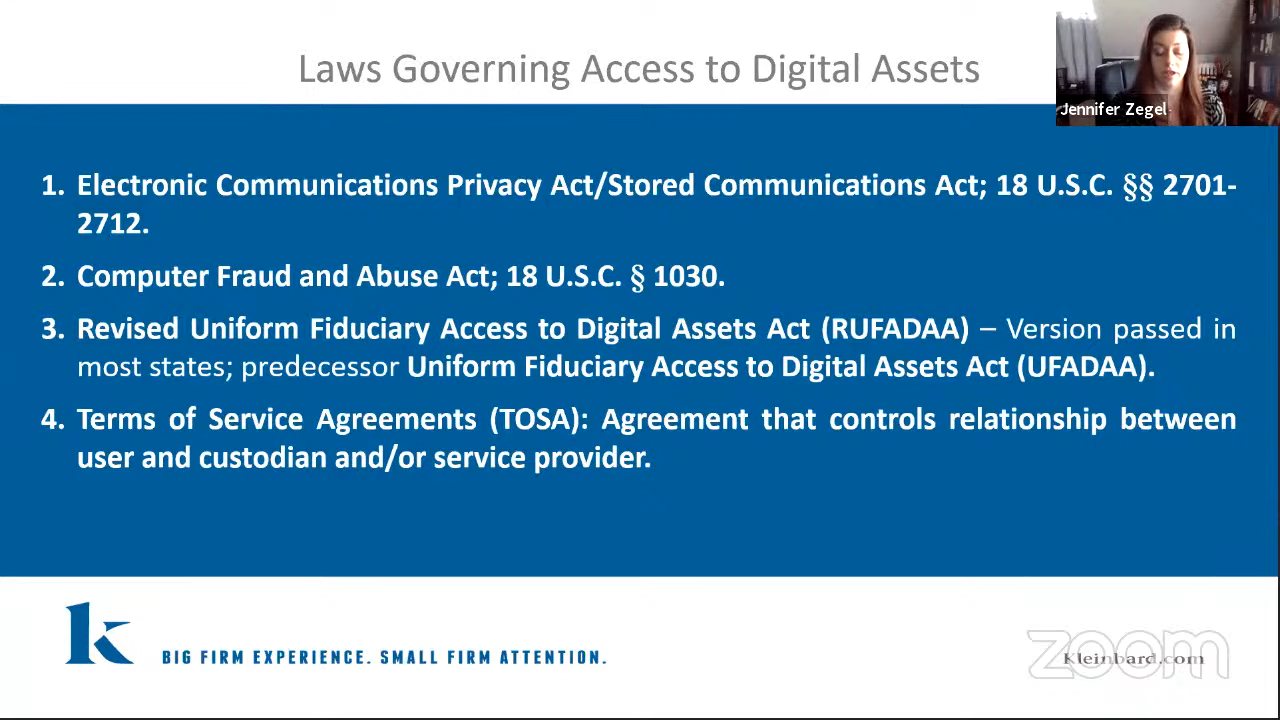 Laws Governing Access to Digital Assets
Jennifer Zegel
1. Electronic Communications Privacy Act/Stored Communications Act; 18 U.S.C. §§ 2701-
2712.
2. Computer Fraud and Abuse Act; 18 U.S.C. § 1030.
3. Revised Uniform Fiduciary Access to Digital Assets Act (RUFADAA) – Version passed in
most states; predecessor Uniform Fiduciary Access to Digital Assets Act (UFADAA).
4. Terms of Service Agreements (TOSA): Agreement that controls relationship between
user and custodian and/or service provider.
k
BIG FIRM EXPERIENCE. SMALL FIRM ATTENTION.
zoom
Kleinbard.com